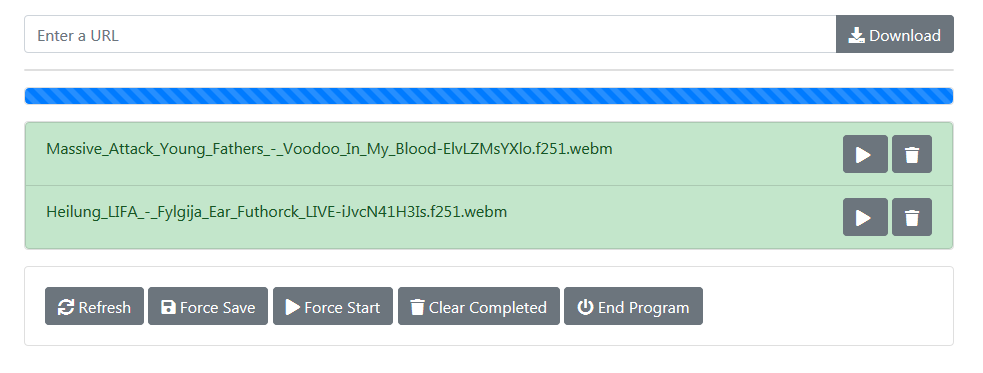 Enter a URL
Download
Massive_Attack_Young_Fathers_-_Voodoo_In_My_Blood-ElvLZMsYXlo.f251.webm
Heilung_LIFA_-_Fylgija_Ear_Futhorck_LIVE-iJvcN41H3Is.f251.webm
Refresh Force Save Force Start Clear Completed End Program